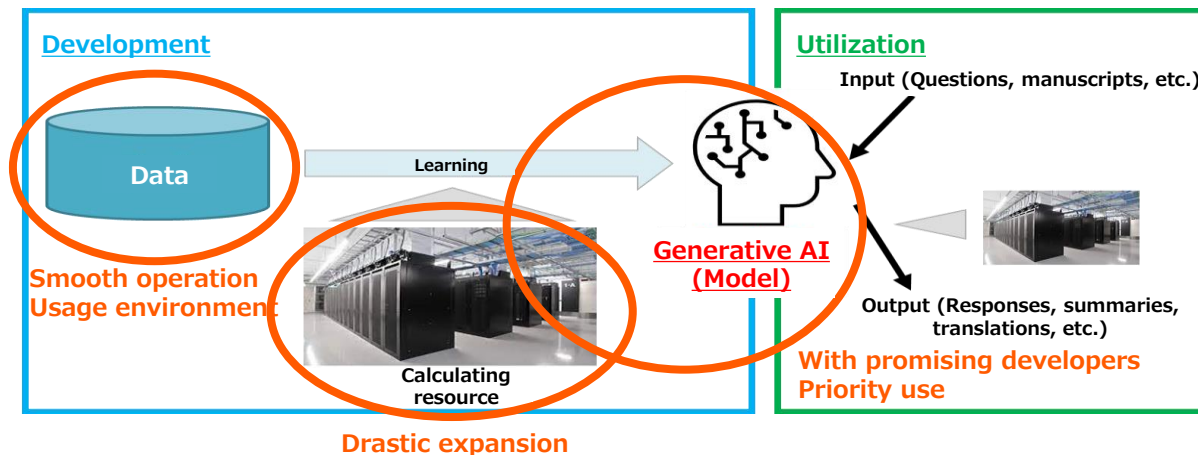 Development
Data
Learning
Smooth operation
Usage environment
Calculating
resource
Drastic expansion
Generative AI
(Model)
Utilization
Input (Questions, manuscripts, etc.)
Output (Responses, summaries,
translations, etc.)
With promising developers
Priority use